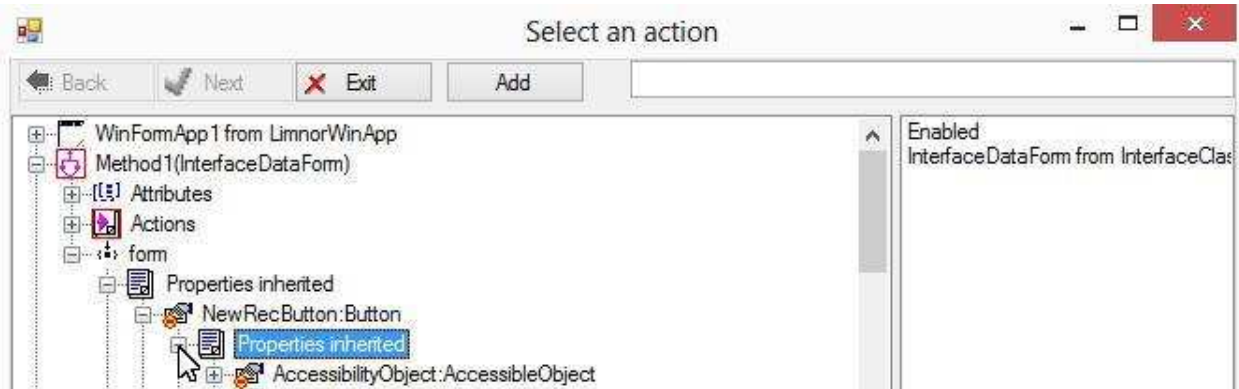 Select an action
Back Next Exit Add
WinFormApp1 from LimnorWinApp
Method1(InterfaceDataForm)
Attributes
Actions
form
Properties inherited
NewRecButton:Button
Properties inherited
AccessibilityObject:AccessibleObject
Enabled
InterfaceDataForm from InterfaceClas